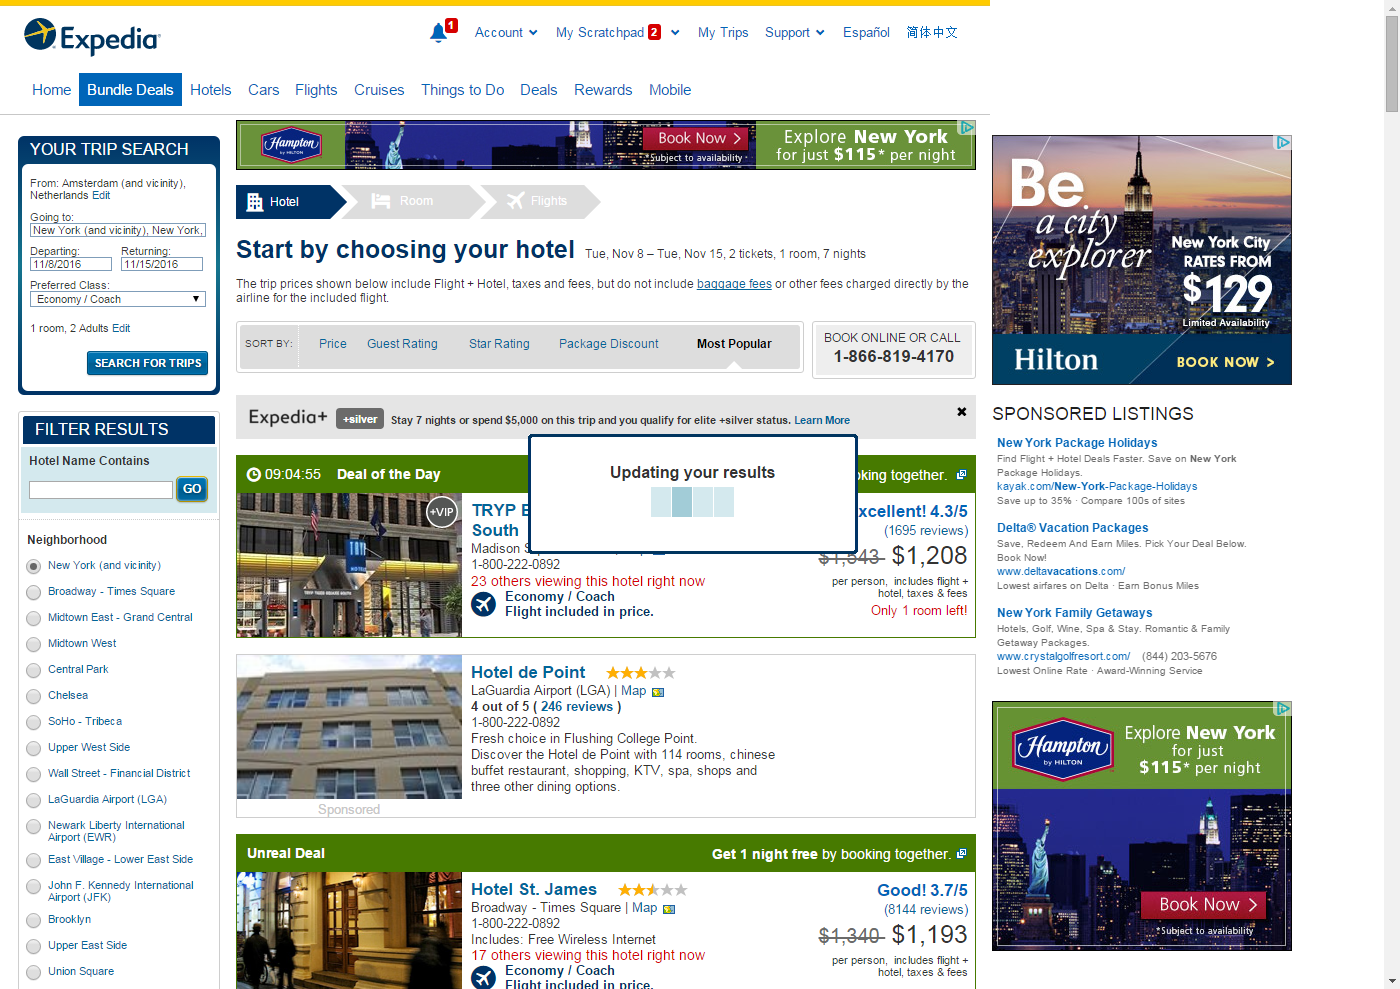 Expedia
1
Account
My Scratchpad 2
My Trips
Support
Español
简体中文
Home
Bundle Deals
Hotels
Cars
Flights
Cruises
Things to Do
Deals
Rewards
Mobile
YOUR TRIP SEARCH
From: Amsterdam (and vicinity),
Netherlands Edit
Going to:
New York (and vicinity), New York,
Departing:
Returning:
11/8/2016
11/15/2016
Preferred Class:
Economy / Coach
1 room, 2 Adults Edit
SEARCH FOR TRIPS
FILTER RESULTS
Hotel Name Contains
GO
Neighborhood
New York (and vicinity)
Broadway - Times Square
Midtown East - Grand Central
Midtown West
Central Park
Chelsea
SoHo - Tribeca
Upper West Side
Wall Street - Financial District
LaGuardia Airport (LGA)
Newark Liberty International
Airport (EWR)
East Village - Lower East Side
John F. Kennedy International
Airport (JFK)
Brooklyn
Upper East Side
Union Square
Hampton
BY HILTON
Book Now >
*Subject to availability
Explore New York
for just $115* per night
Hotel
Room
Flights
Start by choosing your hotel
Tue, Nov 8 – Tue, Nov 15, 2 tickets, 1 room, 7 nights
The trip prices shown below include Flight + Hotel, taxes and fees, but do not include baggage fees or other fees charged directly by the
airline for the included flight.
SORT BY:
Price
Guest Rating
Star Rating
Package Discount
Most Popular
BOOK ONLINE OR CALL
1-866-819-4170
Expedia+
+silver
Stay 7 nights or spend $5,000 on this trip and you qualify for elite +silver status. Learn More
Updating your results
09:04:55
Deal of the Day
oking together.
+VIP
TRYP
South
Madison
1-800-222-0892
23 others viewing this hotel right now
Economy / Coach
Flight included in price.
xcellent! 4.3/5
(1695 reviews)
$1,543 $1,208
per person, includes flight +
hotel, taxes & fees
Only 1 room left!
Hotel de Point
LaGuardia Airport (LGA) | Map
4 out of 5 ( 246 reviews )
1-800-222-0892
Fresh choice in Flushing College Point.
Discover the Hotel de Point with 114 rooms, chinese
buffet restaurant, shopping, KTV, spa, shops and
three other dining options.
Sponsored
Unreal Deal
Get 1 night free by booking together.
Hotel St. James
Broadway - Times Square | Map
1-800-222-0892
Includes: Free Wireless Internet
17 others viewing this hotel right now
Economy / Coach
Flight included in price.
Good! 3.7/5
(8144 reviews)
$1,340 $1,193
per person, includes flight +
hotel, taxes & fees
Be
a city
explorer
New York City
RATES FROM
$129
Limited Availability
Hilton
BOOK NOW >
SPONSORED LISTINGS
New York Package Holidays
Find Flight + Hotel Deals Faster. Save on New York
Package Holidays.
kayak.com/New-York-Package-Holidays
Save up to 35% · Compare 100s of sites
Delta® Vacation Packages
Save, Redeem And Earn Miles. Pick Your Deal Below.
Book Now!
www.deltavacations.com/
Lowest airfares on Delta · Earn Bonus Miles
New York Family Getaways
Hotels, Golf, Wine, Spa & Stay. Romantic & Family
Getaway Packages.
www.crystalgolfresort.com/ (844) 203-5676
Lowest Online Rate · Award-Winning Service
Hampton
BY HILTON
Explore New York
for just
$115* per night
Book Now >
*Subject to availability